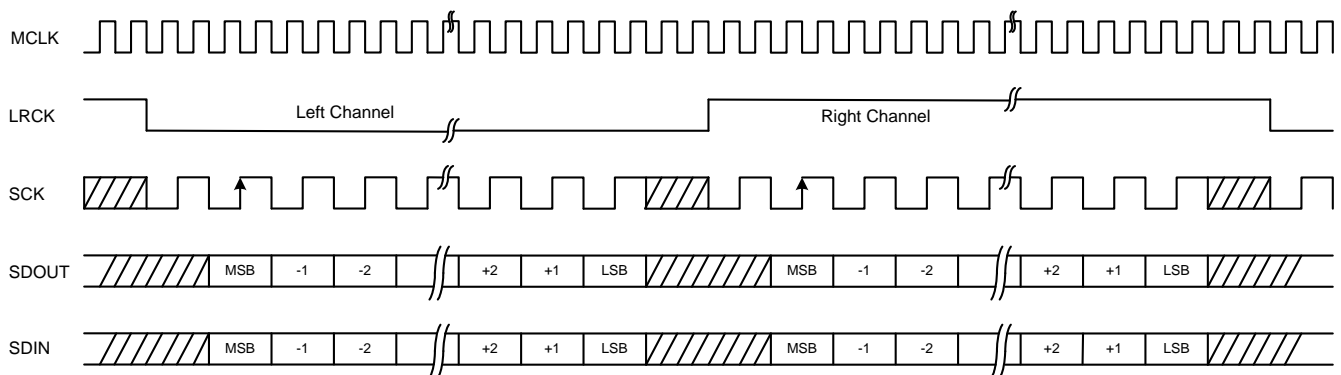 MCLK
LRCK Left Channel Right Channel
SCK
SDOUT MSB -1 -2 +2 +1 LSB MSB -1 -2 +2 +1 LSB
SDIN MSB -1 -2 +2 +1 LSB MSB -1 -2 +2 +1 LSB